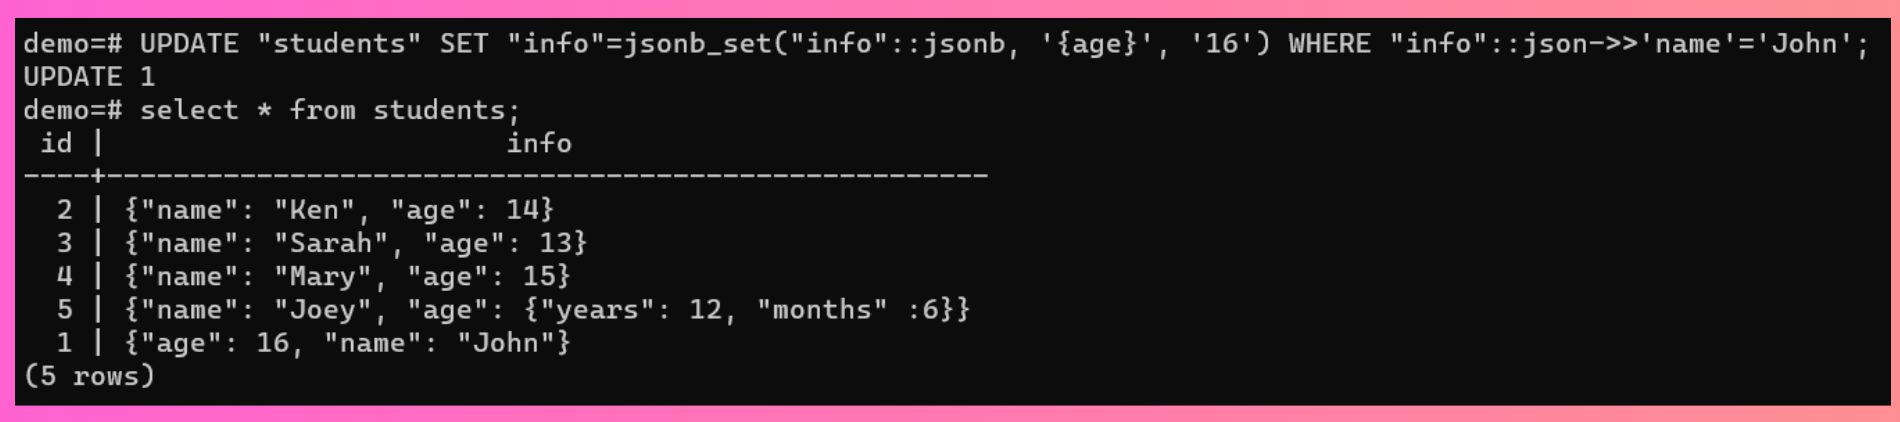 demo=# UPDATE "students" SET "info"=jsonb_set("info"::jsonb, '{age}', '16') WHERE "info"::json->>'name'='John';
UPDATE 1
demo=# select * from students;
 id |                         info
----+-----------------------------------------------------
  2 | {"name": "Ken", "age": 14}
  3 | {"name": "Sarah", "age": 13}
  4 | {"name": "Mary", "age": 15}
  5 | {"name": "Joey", "age": {"years": 12, "months" :6}}
  1 | {"age": 16, "name": "John"}
(5 rows)